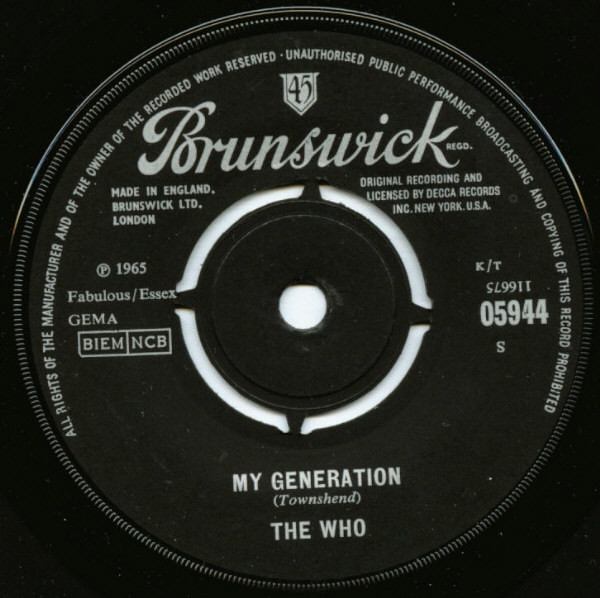 ALL RIGHTS OF THE MANUFACTURER AND OF THE OWNER OF THE RECORDED WORK RESERVED · UNAUTHORISED PUBLIC PERFORMANCE BROADCASTING AND COPYING OF THIS RECORD PROHIBITED
45
Brunswick REGD.
MADE IN ENGLAND.
BRUNSWICK LTD.
LONDON
ORIGINAL RECORDING AND
LICENSED BY DECCA RECORDS
INC. NEW YORK. U.S.A.
℗ 1965
Fabulous/Essex
GEMA
BIEM NCB
K/T
116675
05944
S
MY GENERATION
(Townshend)
THE WHO